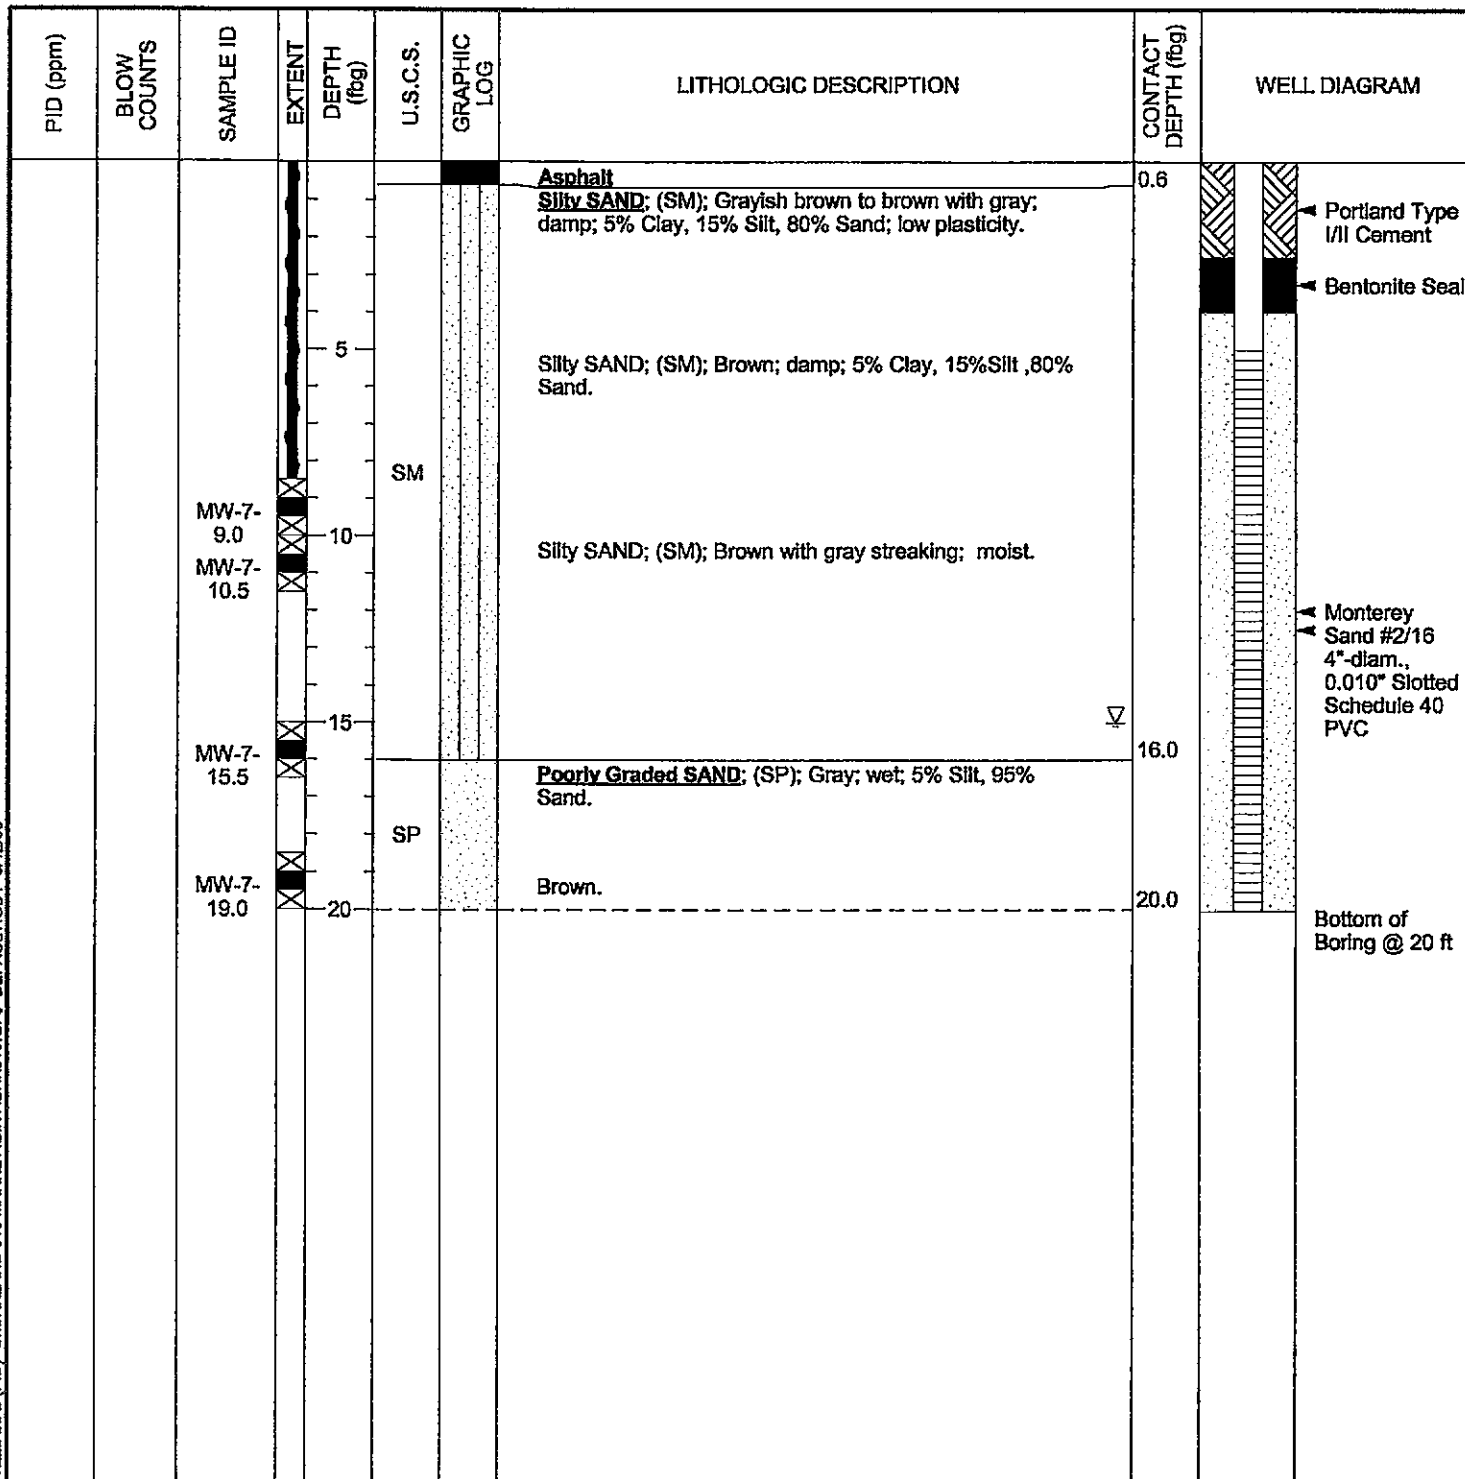 PID (ppm)
BLOW
COUNTS
SAMPLE ID
EXTENT
DEPTH
(fbg)
U.S.C.S.
GRAPHIC
LOG
LITHOLOGIC DESCRIPTION
CONTACT
DEPTH (fbg)
WELL DIAGRAM
Asphalt
0.6
Silty SAND; (SM); Grayish brown to brown with gray;
damp; 5% Clay, 15% Silt, 80% Sand; low plasticity.
Portland Type
I/II Cement
Bentonite Seal
5
Silty SAND; (SM); Brown; damp; 5% Clay, 15%Silt ,80%
Sand.
SM
MW-7-
9.0
10
Silty SAND; (SM); Brown with gray streaking; moist.
MW-7-
10.5
Monterey
Sand #2/16
4"-diam.,
0.010" Slotted
Schedule 40
PVC
15
MW-7-
15.5
16.0
Poorly Graded SAND; (SP); Gray; wet; 5% Silt, 95%
Sand.
SP
MW-7-
19.0
Brown.
20
20.0
Bottom of
Boring @ 20 ft